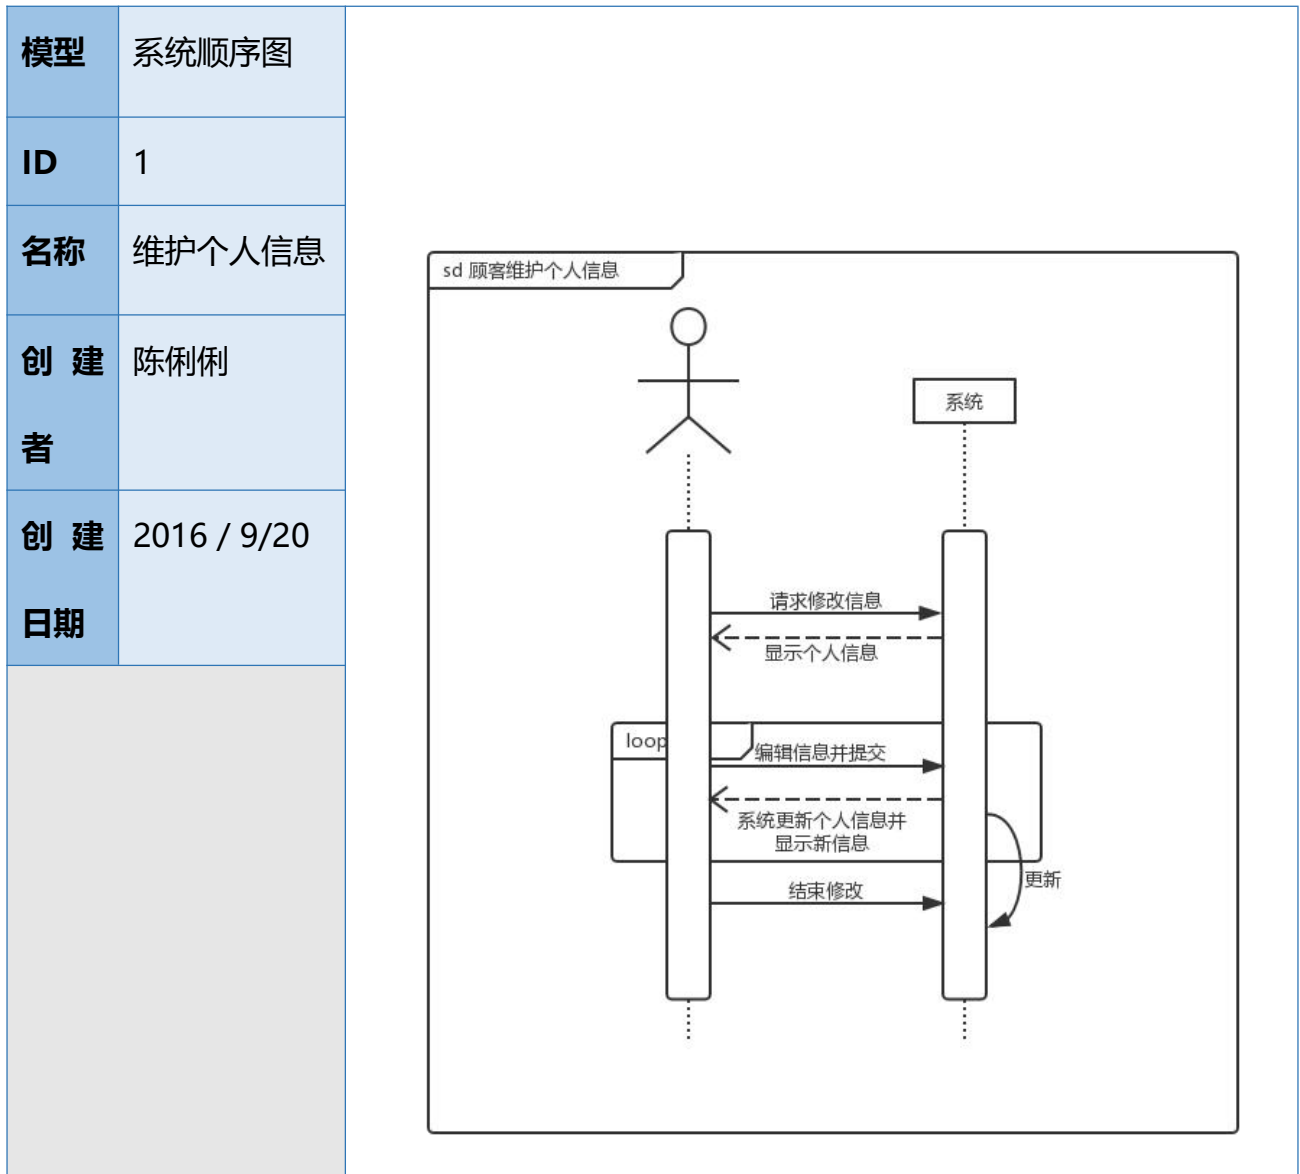 模型 系统顺序图
ID 1
名称 维护个人信息
创 建 陈俐俐
者
创 建 2016 / 9/20
日期
sd 顾客维护个人信息
系统
请求修改信息
显示个人信息
loop
编辑信息并提交
系统更新个人信息并
显示新信息
更新
结束修改